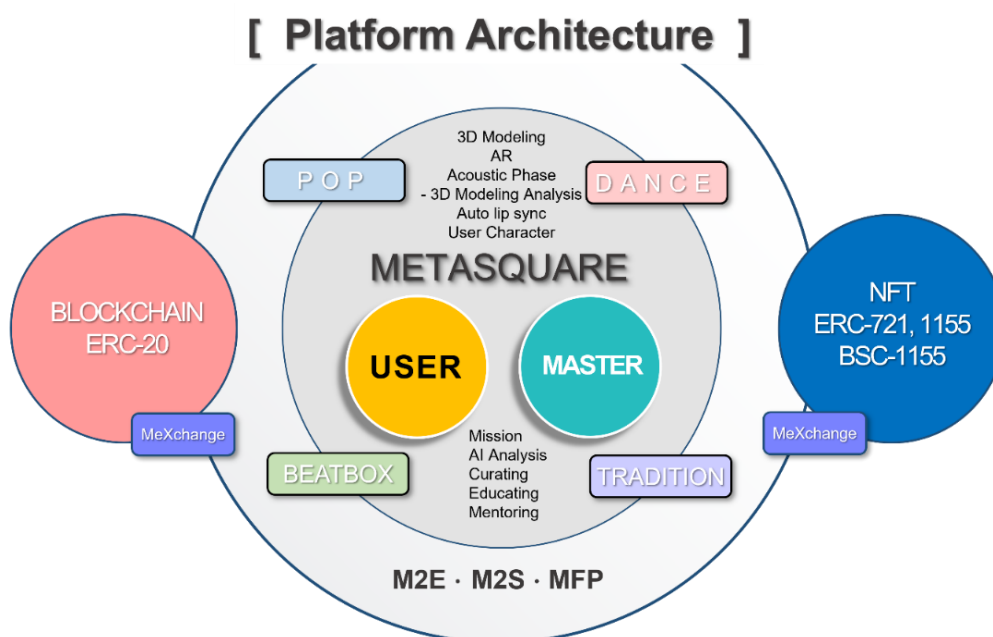 [ Platform Architecture ]
3D Modeling
AR
Acoustic Phase
- 3D Modeling Analysis
Auto lip sync
User Character
POP
DANCE
METASQUARE
BLOCKCHAIN
ERC-20
NFT
ERC-721, 1155
BSC-1155
USER
MASTER
MeXchange
MeXchange
Mission
AI Analysis
Curating
Educating
Mentoring
BEATBOX
TRADITION
M2E · M2S · MFP